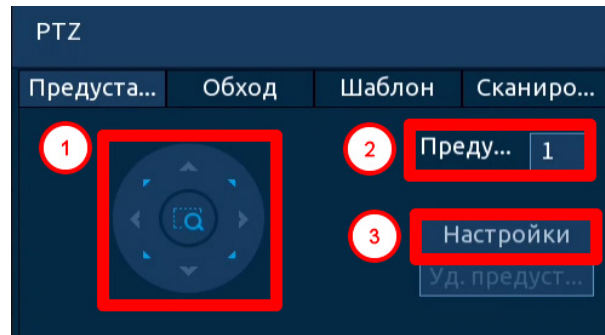 PTZ
Предуста... Обход Шаблон Сканиро...
1 2 Преду... 1
3 Настройки
Уд. предуст...